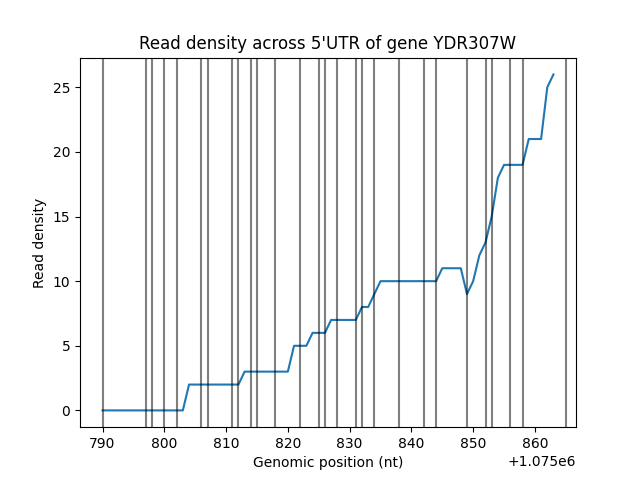 Read density across 5'UTR of gene YDR307W
Read density
25
20
15
10
5
0
790 800 810 820 830 840 850 860
Genomic position (nt)
+1.075e6